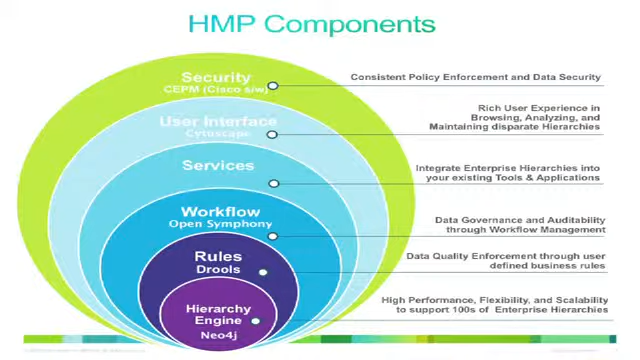 HMP Components
Security
CEPM (Cisco s/w)
Consistent Policy Enforcement and Data Security
User Interface
Cytoscape
Rich User Experience in
Browsing, Analyzing, and
Maintaining disparate Hierarchies
Services
Integrate Enterprise Hierarchies into
your existing Tools & Applications
Workflow
Open Symphony
Data Governance and Auditability
through Workflow Management
Rules
Drools
Data Quality Enforcement through user
defined business rules
Hierarchy
Engine
Neo4j
High Performance, Flexibility, and Scalability
to support 100s of Enterprise Hierarchies